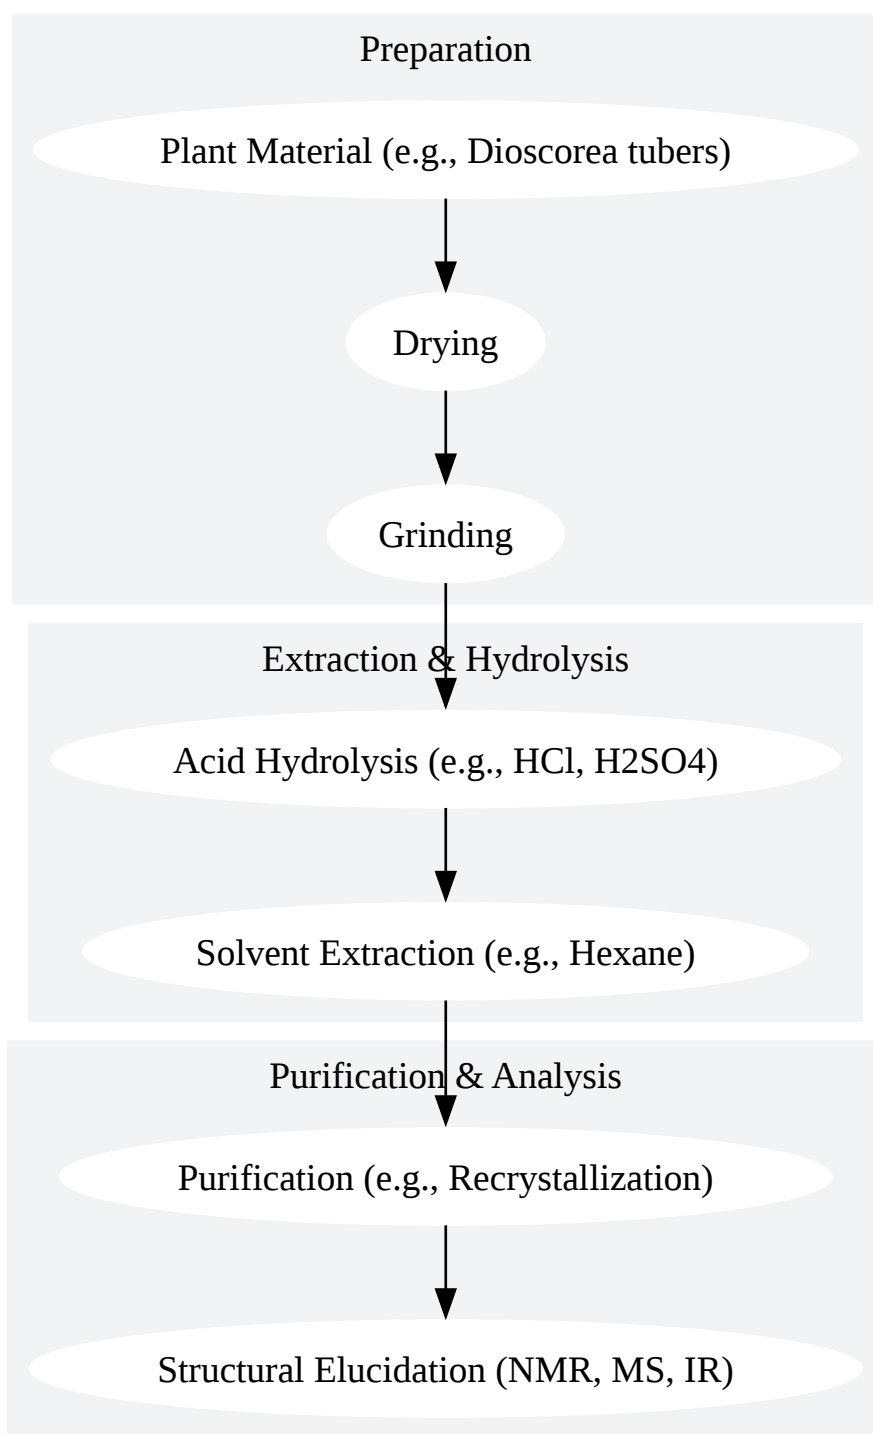 Preparation
Plant Material (e.g., Dioscorea tubers)
Drying
Grinding
Extraction & Hydrolysis
Acid Hydrolysis (e.g., HCl, H2SO4)
Solvent Extraction (e.g., Hexane)
Purification & Analysis
Purification (e.g., Recrystallization)
Structural Elucidation (NMR, MS, IR)